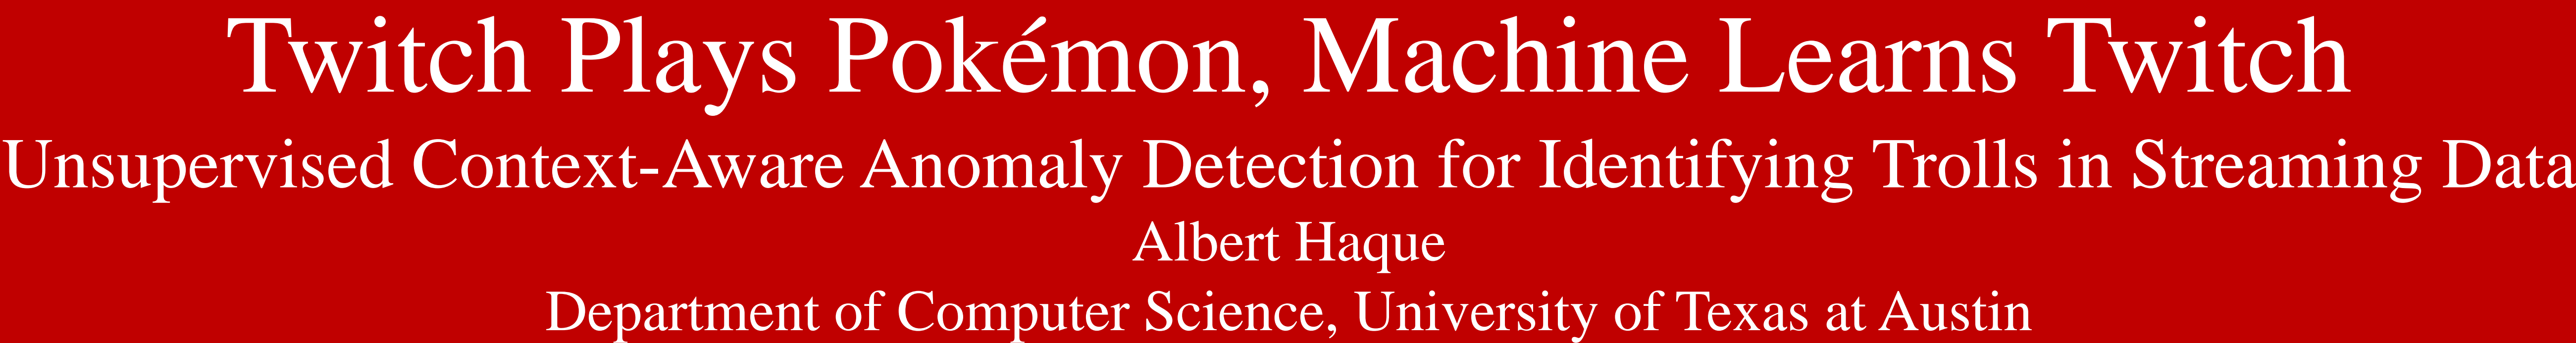 Twitch Plays Pokémon, Machine Learns Twitch
Unsupervised Context-Aware Anomaly Detection for Identifying Trolls in Streaming Data
Albert Haque
Department of Computer Science, University of Texas at Austin